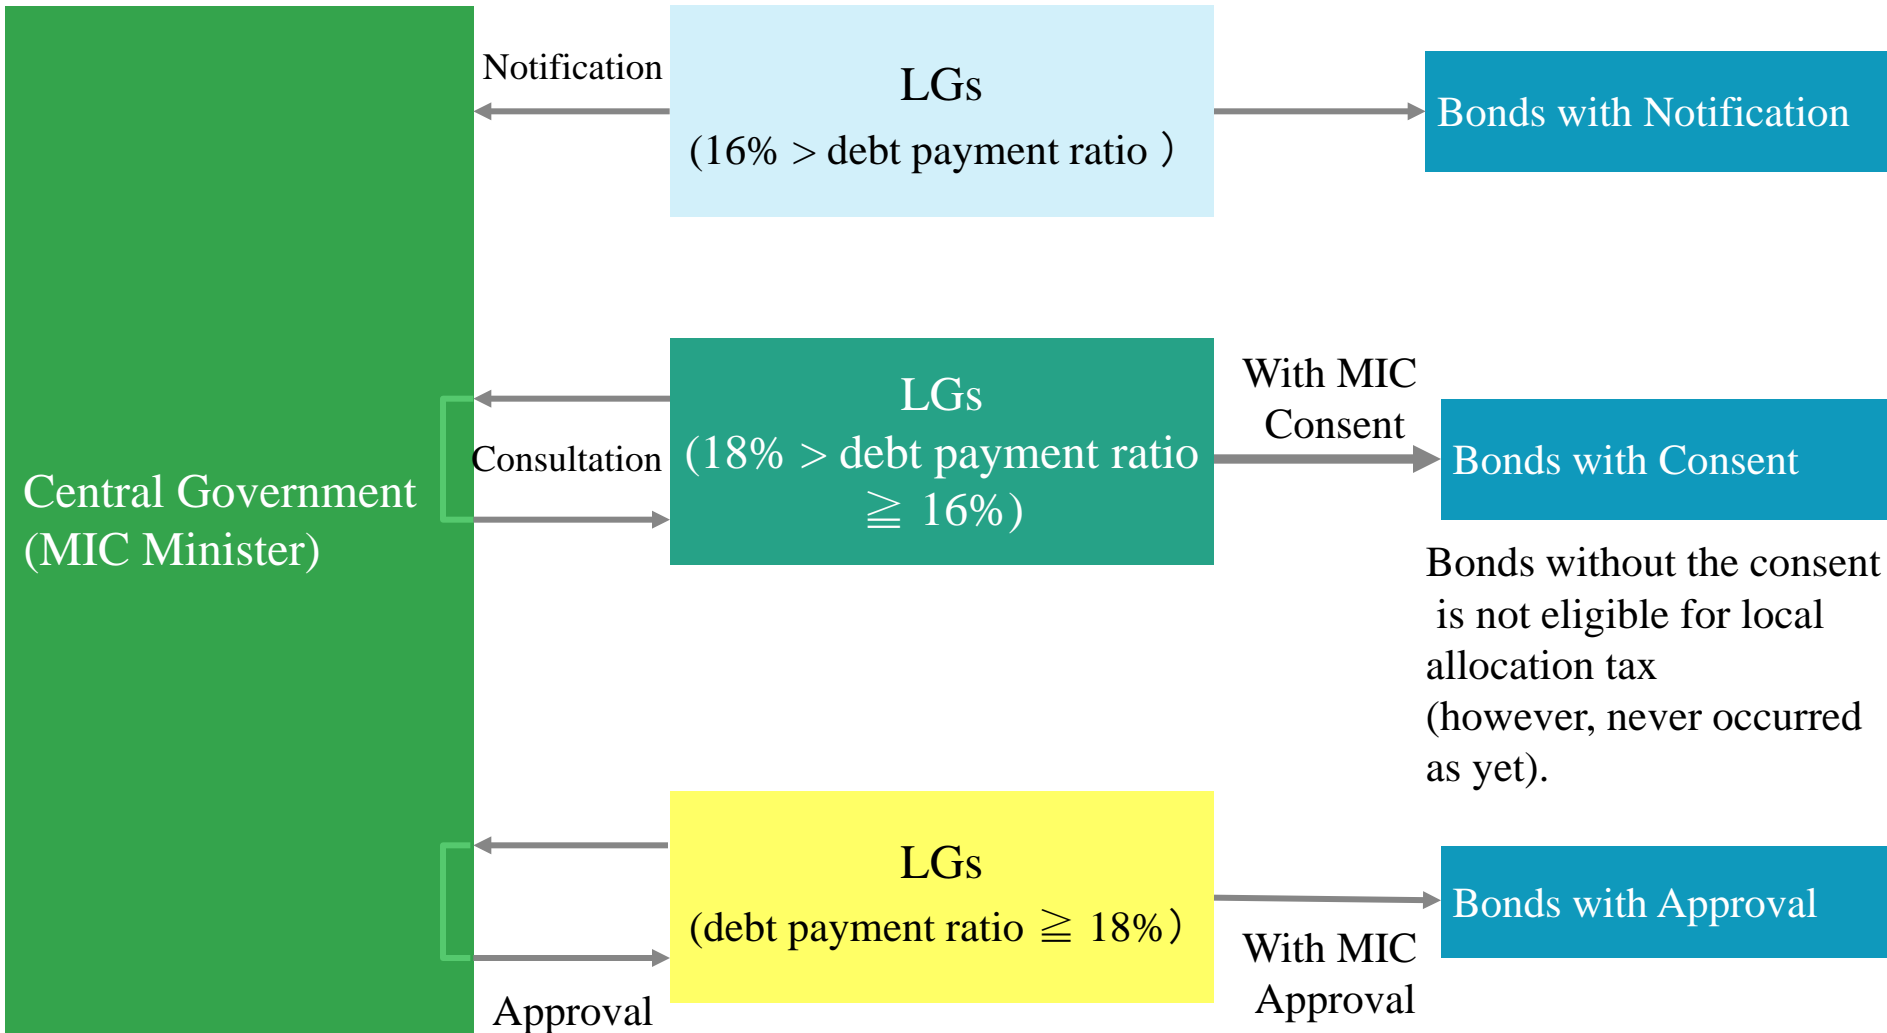 Notification
LGs
(16% > debt payment ratio ）
Bonds with Notification
Central Government
(MIC Minister)
Consultation
LGs
(18% > debt payment ratio
≧ 16%)
With MIC
Consent
Bonds with Consent
Bonds without the consent
is not eligible for local
allocation tax
(however, never occurred
as yet).
Approval
LGs
(debt payment ratio ≧ 18%）
With MIC
Approval
Bonds with Approval